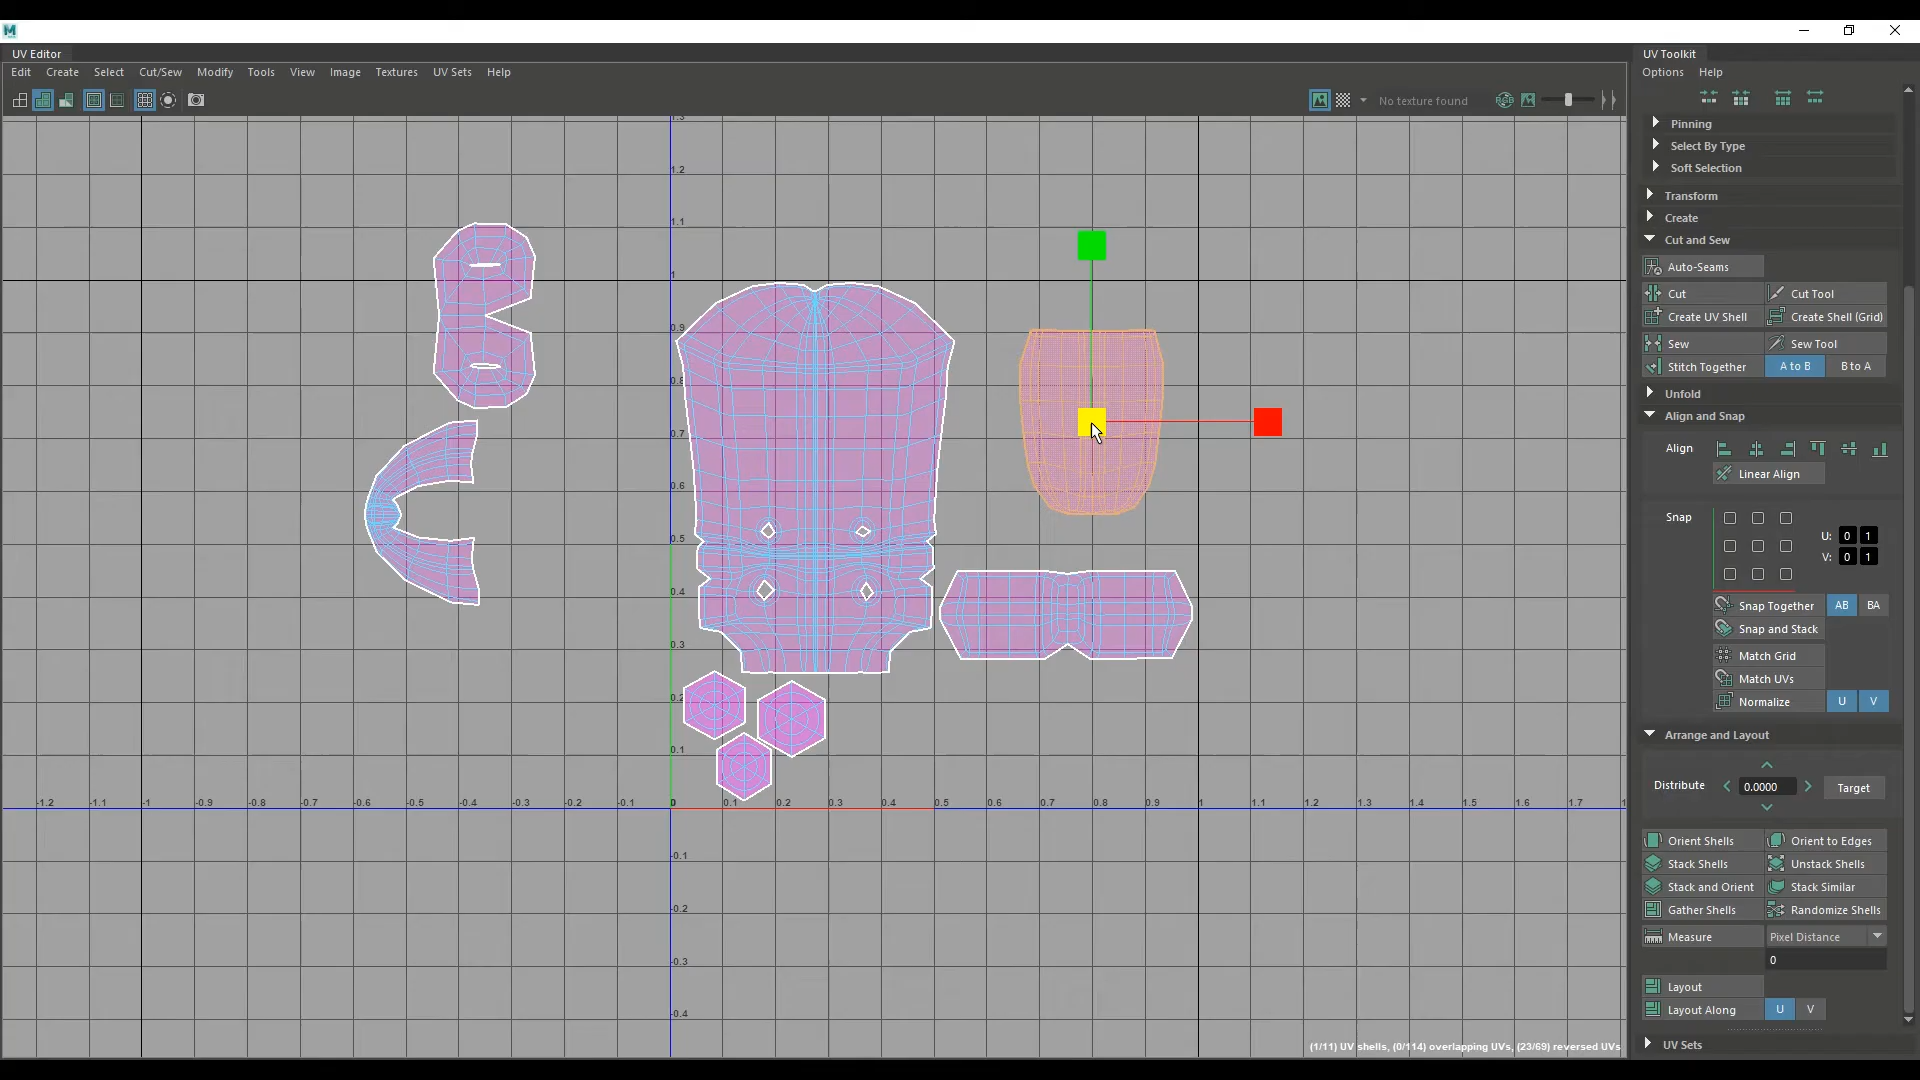 M
UV Editor
Edit Create Select Cut/Sew Modify Tools View Image Textures UV Sets Help
No texture found
1.3
1.2
1.1
1
0.9
0.8
0.7
0.6
0.5
0.4
0.3
0.2
0.1
-1.2 -1.1 -1 -0.9 -0.8 -0.7 -0.6 -0.5 -0.4 -0.3 -0.2 -0.1 0 0.1 0.2 0.3 0.4 0.5 0.6 0.7 0.8 0.9 1 1.1 1.2 1.3 1.4 1.5 1.6 1.7
-0.1
-0.2
-0.3
-0.4
(1/11) UV shells, (0/114) overlapping UVs, (23/69) reversed UVs
UV Toolkit
Options Help
Pinning
Select By Type
Soft Selection
Transform
Create
Cut and Sew
Auto-Seams
Cut Cut Tool
Create UV Shell Create Shell (Grid)
Sew Sew Tool
Stitch Together A to B B to A
Unfold
Align and Snap
Align
Linear Align
Snap
U: 0 1
V: 0 1
Snap Together AB BA
Snap and Stack
Match Grid
Match UVs
Normalize U V
Arrange and Layout
Distribute 0.0000 Target
Orient Shells Orient to Edges
Stack Shells Unstack Shells
Stack and Orient Stack Similar
Gather Shells Randomize Shells
Measure Pixel Distance
0
Layout
Layout Along U V
UV Sets